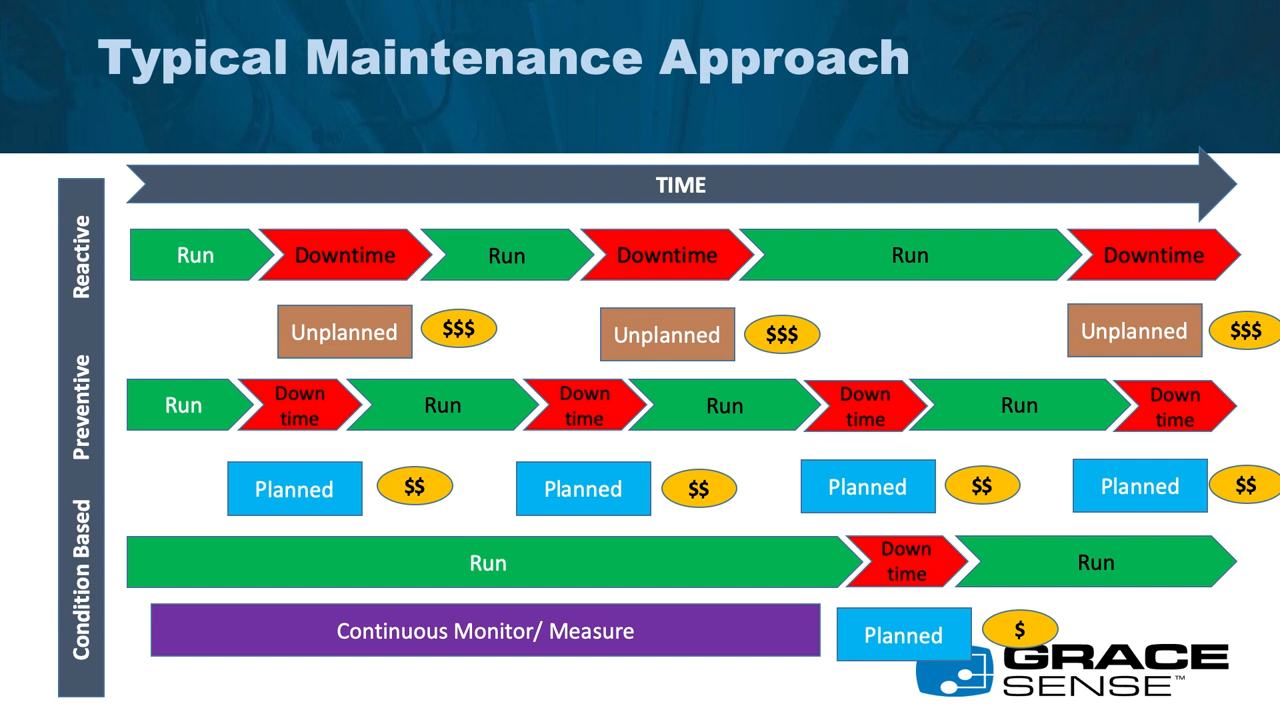 Typical Maintenance Approach
TIME
Reactive
Run
Downtime
Run
Downtime
Run
Downtime
Unplanned
$$$
Unplanned
$$$
Unplanned
$$$
Preventive
Run
Down
time
Run
Down
time
Run
Down
time
Run
Down
time
Planned
$$
Planned
$$
Planned
$$
Planned
$$
Condition Based
Run
Down
time
Run
Continuous Monitor/ Measure
Planned
$
GRACE
SENSE™